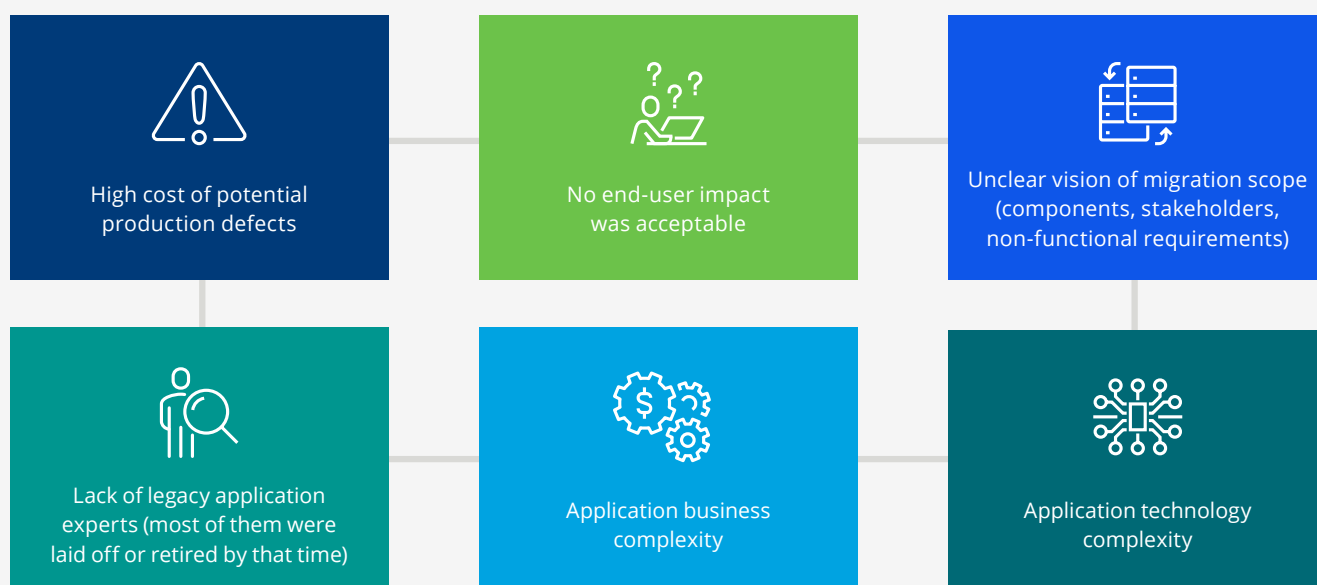 High cost of potential
production defects
No end-user impact
was acceptable
Unclear vision of migration scope
(components, stakeholders,
non-functional requirements)
Lack of legacy application
experts (most of them were
laid off or retired by that time)
Application business
complexity
Application technology
complexity